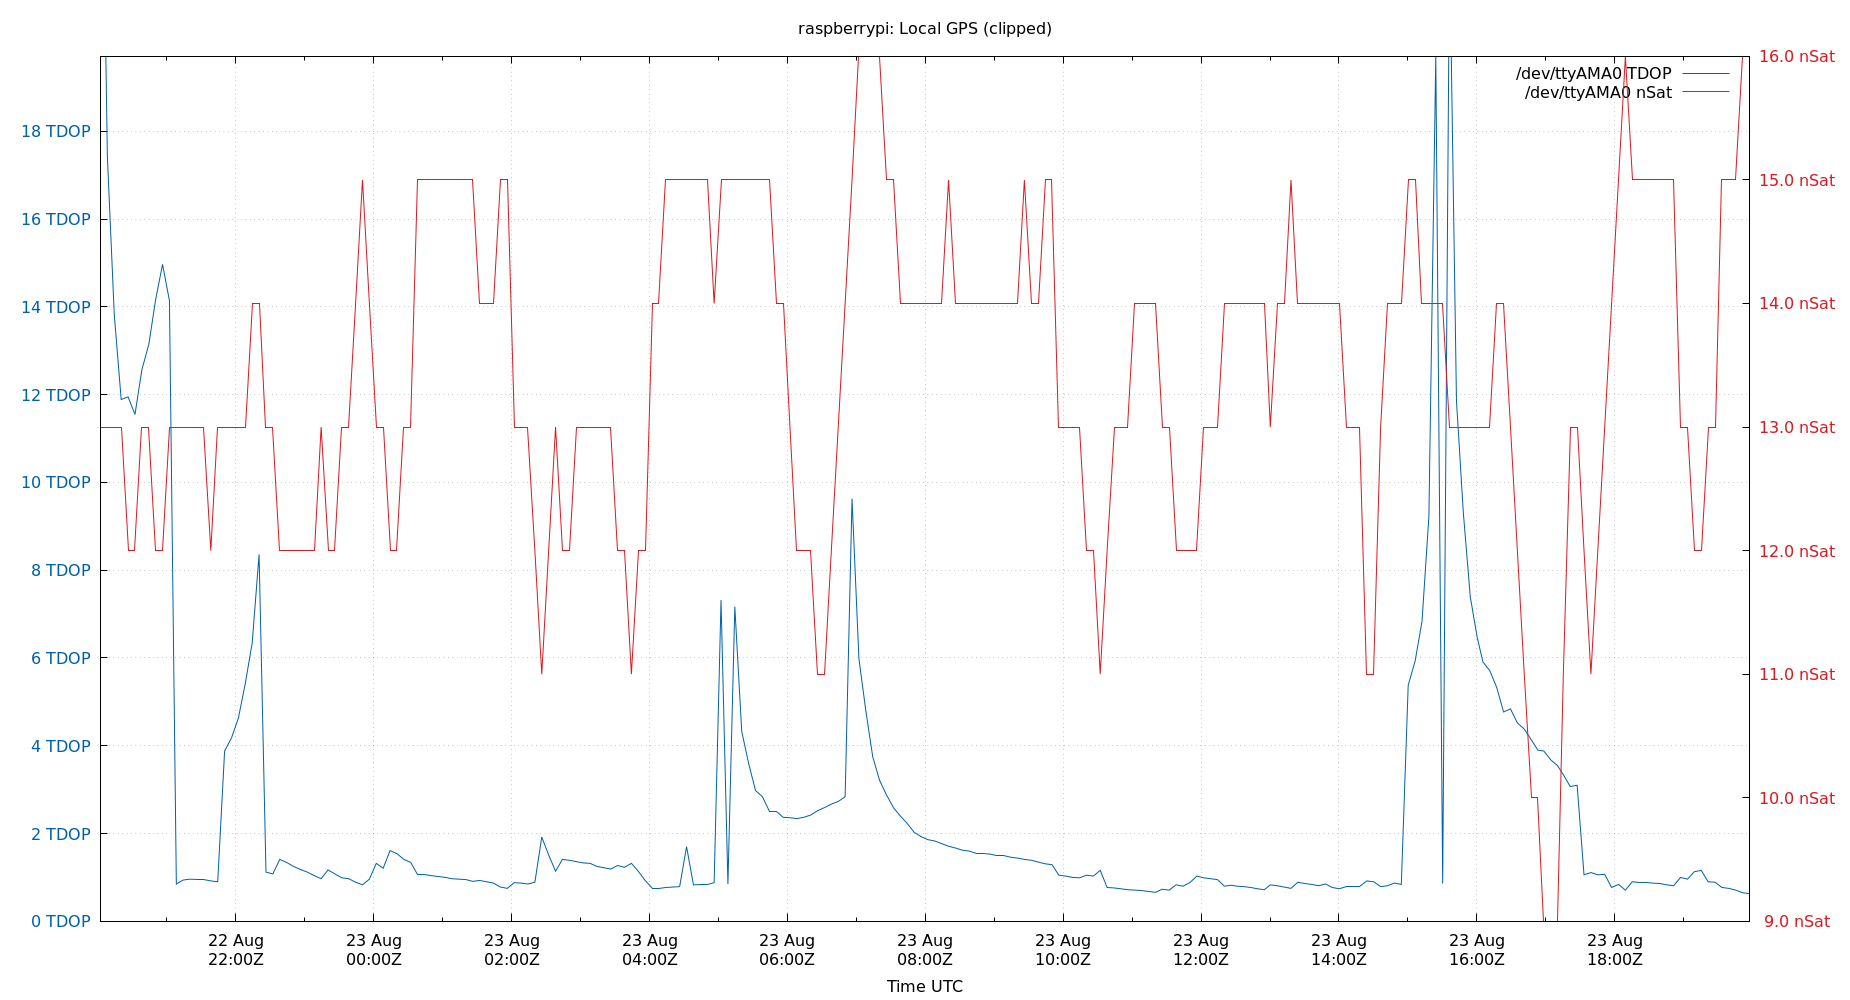 raspberrypi: Local GPS (clipped)
/dev/ttyAMA0 TDOP
/dev/ttyAMA0 nSat
18 TDOP
16 TDOP
14 TDOP
12 TDOP
10 TDOP
8 TDOP
6 TDOP
4 TDOP
2 TDOP
0 TDOP
16.0 nSat
15.0 nSat
14.0 nSat
13.0 nSat
12.0 nSat
11.0 nSat
10.0 nSat
9.0 nSat
22 Aug
22:00Z
23 Aug
00:00Z
23 Aug
02:00Z
23 Aug
04:00Z
23 Aug
06:00Z
23 Aug
08:00Z
23 Aug
10:00Z
23 Aug
12:00Z
23 Aug
14:00Z
23 Aug
16:00Z
23 Aug
18:00Z
Time UTC